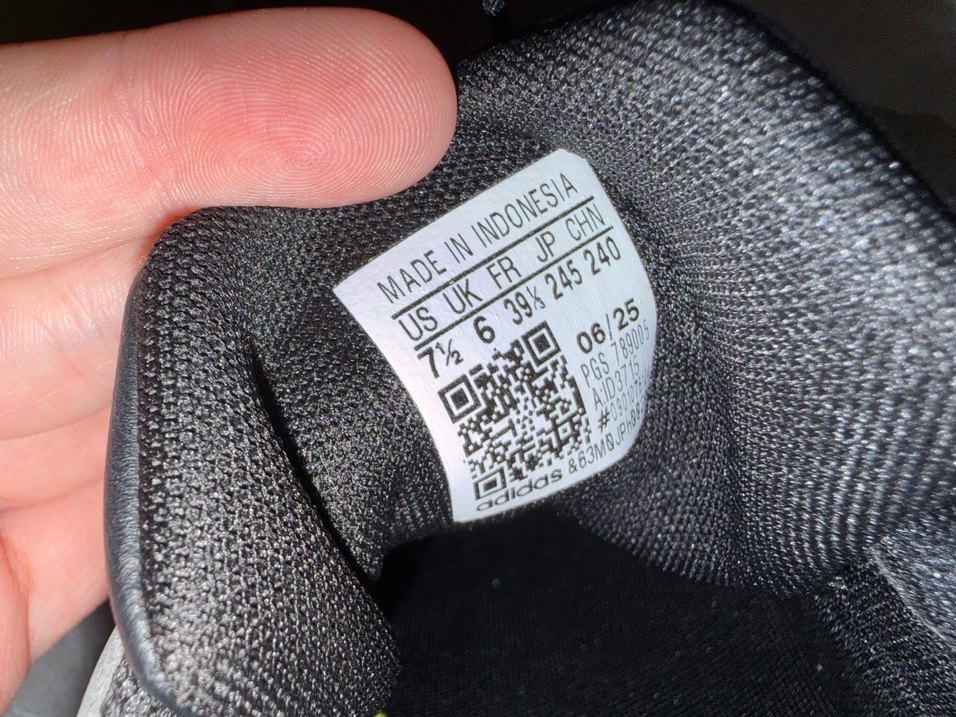 MADE IN INDONESIA
US UK FR JP CHN
7½ 6 39⅓ 245 240
06/25
PGS 789005
AID3715
adidas